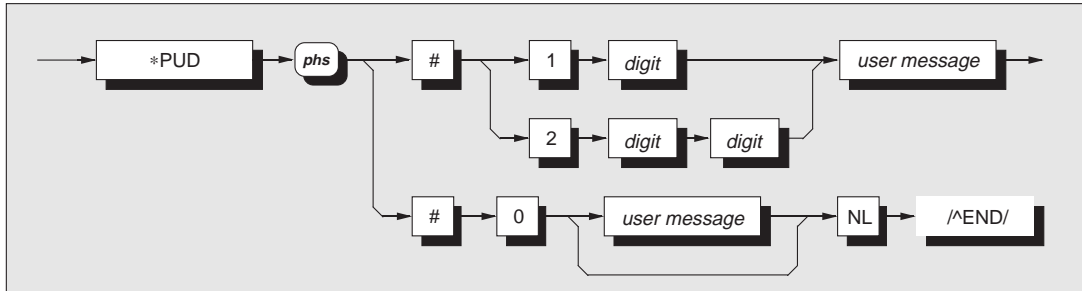 ∗PUD phs # 1 digit user message
2 digit digit
# 0 user message NL /^END/